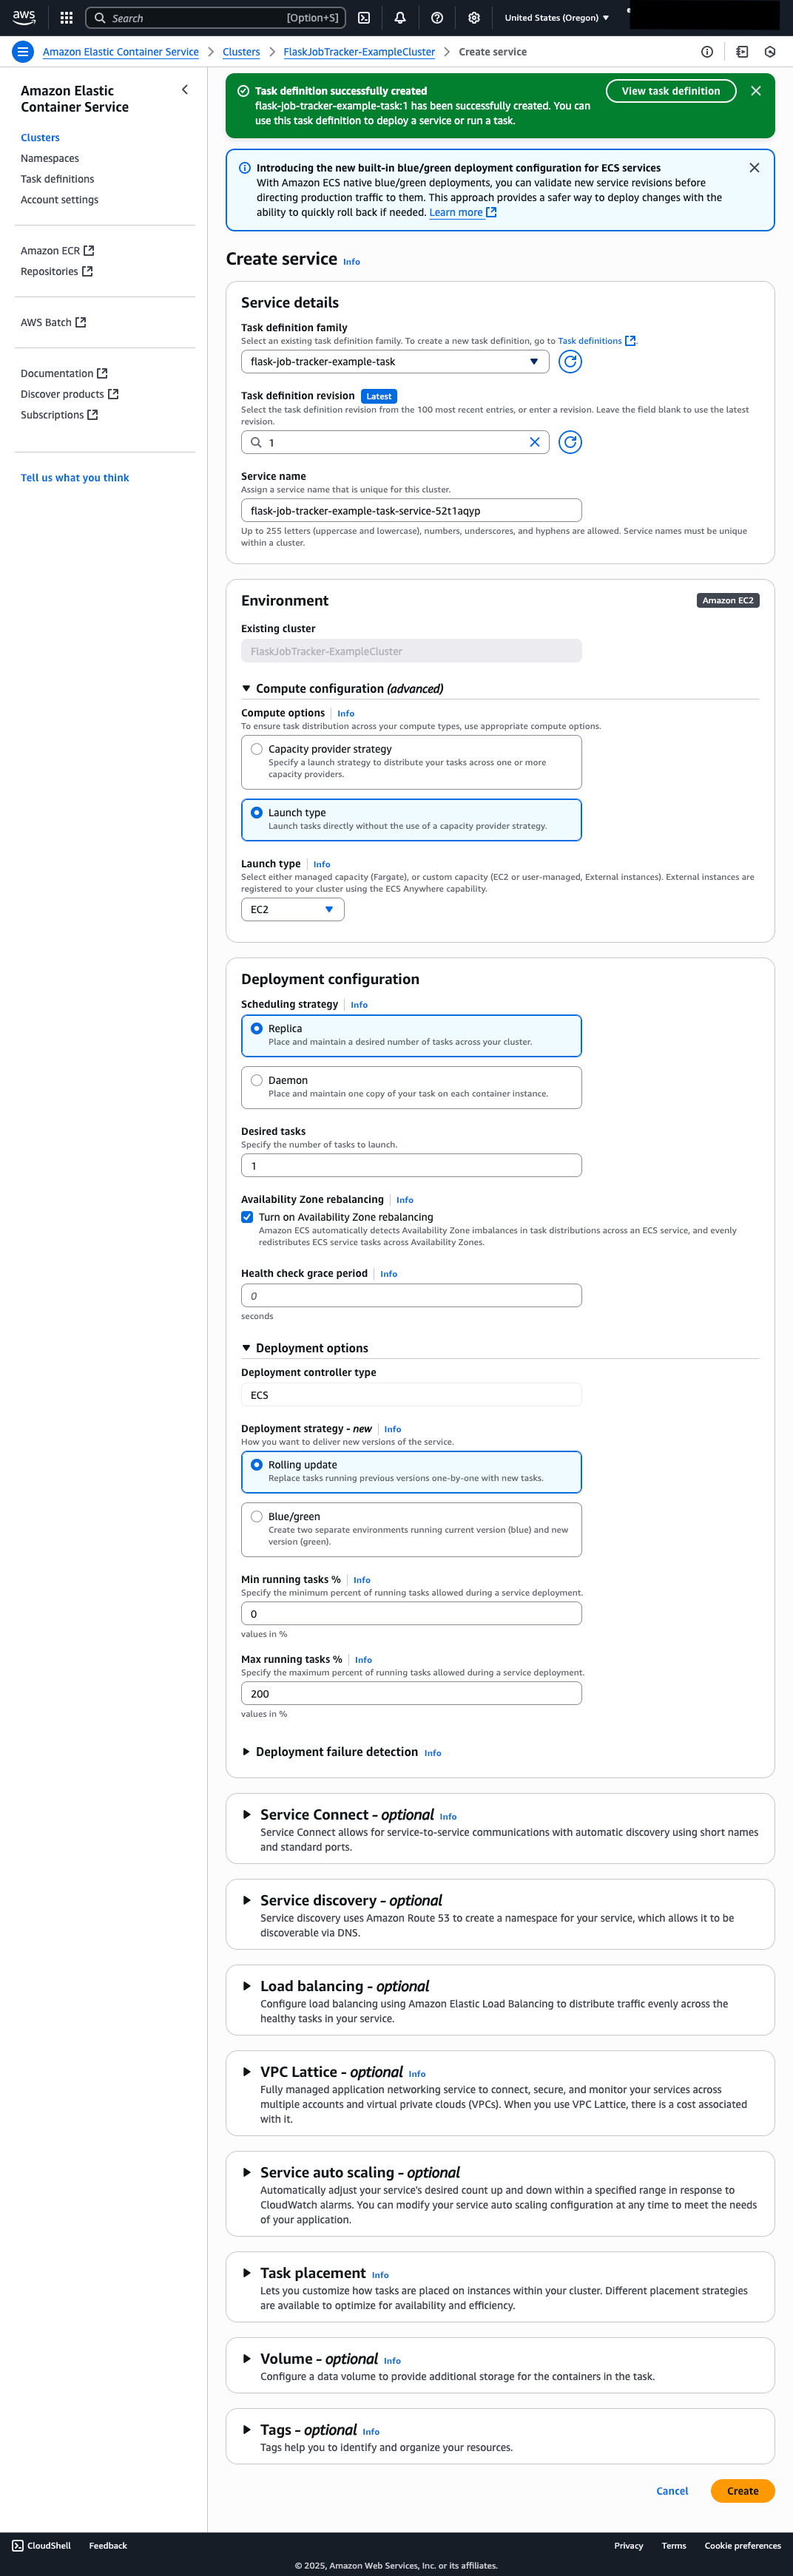 aws
Search
[Option+S]
United States (Oregon)
Amazon Elastic Container Service
Clusters
FlaskJobTracker-ExampleCluster
Create service
Amazon Elastic
Container Service
Clusters
Namespaces
Task definitions
Account settings
Amazon ECR
Repositories
AWS Batch
Documentation
Discover products
Subscriptions
Tell us what you think
Task definition successfully created
flask-job-tracker-example-task:1 has been successfully created. You can
use this task definition to deploy a service or run a task.
View task definition
Introducing the new built-in blue/green deployment configuration for ECS services
With Amazon ECS native blue/green deployments, you can validate new service revisions before
directing production traffic to them. This approach provides a safer way to deploy changes with the
ability to quickly roll back if needed. Learn more
Create service Info
Service details
Task definition family
Select an existing task definition family. To create a new task definition, go to Task definitions.
flask-job-tracker-example-task
Task definition revision Latest
Select the task definition revision from the 100 most recent entries, or enter a revision. Leave the field blank to use the latest
revision.
1
Service name
Assign a service name that is unique for this cluster.
flask-job-tracker-example-task-service-52t1aqyp
Up to 255 letters (uppercase and lowercase), numbers, underscores, and hyphens are allowed. Service names must be unique
within a cluster.
Environment
Amazon EC2
Existing cluster
FlaskJobTracker-ExampleCluster
Compute configuration (advanced)
Compute options Info
To ensure task distribution across your compute types, use appropriate compute options.
Capacity provider strategy
Specify a launch strategy to distribute your tasks across one or more
capacity providers.
Launch type
Launch tasks directly without the use of a capacity provider strategy.
Launch type Info
Select either managed capacity (Fargate), or custom capacity (EC2 or user-managed, External instances). External instances are
registered to your cluster using the ECS Anywhere capability.
EC2
Deployment configuration
Scheduling strategy Info
Replica
Place and maintain a desired number of tasks across your cluster.
Daemon
Place and maintain one copy of your task on each container instance.
Desired tasks
Specify the number of tasks to launch.
1
Availability Zone rebalancing Info
Turn on Availability Zone rebalancing
Amazon ECS automatically detects Availability Zone imbalances in task distributions across an ECS service, and evenly
redistributes ECS service tasks across Availability Zones.
Health check grace period Info
0
seconds
Deployment options
Deployment controller type
ECS
Deployment strategy - new Info
How you want to deliver new versions of the service.
Rolling update
Replace tasks running previous versions one-by-one with new tasks.
Blue/green
Create two separate environments running current version (blue) and new
version (green).
Min running tasks % Info
Specify the minimum percent of running tasks allowed during a service deployment.
0
values in %
Max running tasks % Info
Specify the maximum percent of running tasks allowed during a service deployment.
200
values in %
Deployment failure detection Info
Service Connect - optional Info
Service Connect allows for service-to-service communications with automatic discovery using short names
and standard ports.
Service discovery - optional
Service discovery uses Amazon Route 53 to create a namespace for your service, which allows it to be
discoverable via DNS.
Load balancing - optional
Configure load balancing using Amazon Elastic Load Balancing to distribute traffic evenly across the
healthy tasks in your service.
VPC Lattice - optional Info
Fully managed application networking service to connect, secure, and monitor your services across
multiple accounts and virtual private clouds (VPCs). When you use VPC Lattice, there is a cost associated
with it.
Service auto scaling - optional
Automatically adjust your service's desired count up and down within a specified range in response to
CloudWatch alarms. You can modify your service auto scaling configuration at any time to meet the needs
of your application.
Task placement Info
Lets you customize how tasks are placed on instances within your cluster. Different placement strategies
are available to optimize for availability and efficiency.
Volume - optional Info
Configure a data volume to provide additional storage for the containers in the task.
Tags - optional Info
Tags help you to identify and organize your resources.
Cancel
Create
CloudShell
Feedback
Privacy
Terms
Cookie preferences
© 2025, Amazon Web Services, Inc. or its affiliates.